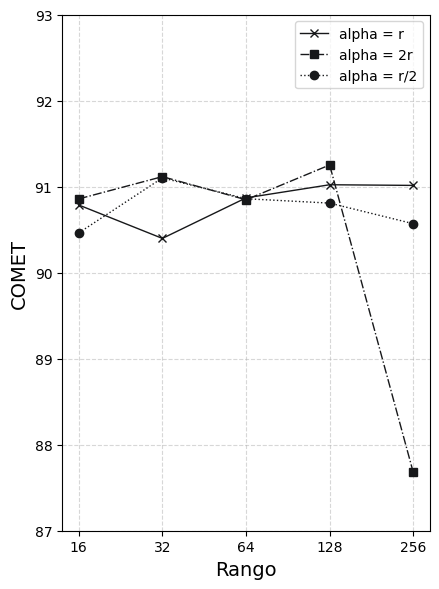 93
92
91
90
89
88
87
COMET
alpha = r
alpha = 2r
alpha = r/2
16 32 64 128 256
Rango